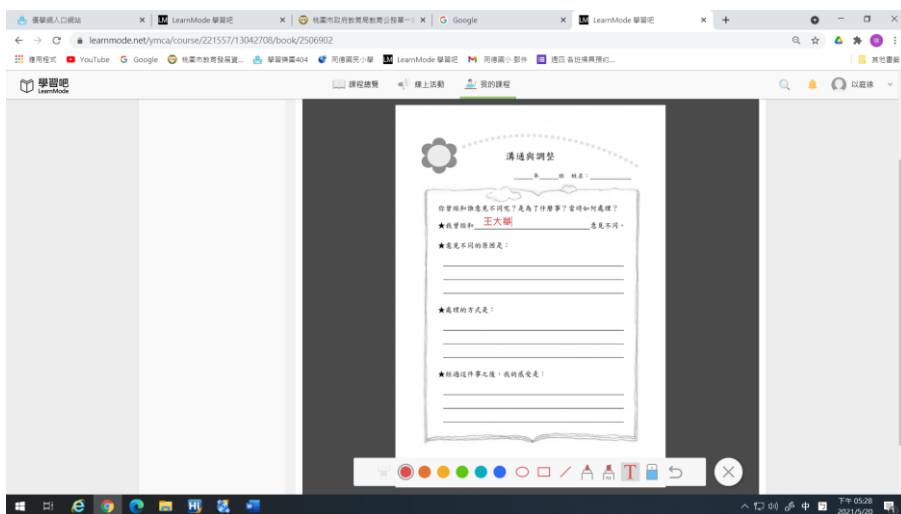 優學網入口網站
LearnMode 學習吧
桃園市政府教育局教育公務單一
Google
LearnMode 學習吧
learnmode.net/ymca/course/221557/13042708/book/2506902
應用程式
YouTube
Google
桃園市教育發展資...
學習樂園404
同德國民小學
LearnMode 學習吧
同德國小 郵件
週四 各班掃具預約...
其他書籤
學習吧
LearnMode
課程總覽
線上活動
我的課程
溝通與調整
年 班 姓名:
你曾經和誰意見不同呢?是為了什麼事?當時如何處理?
★我曾經和 王大華 意見不同。
★意見不同的原因是:
★處理的方式是:
★經過這件事之後,我的感受是:
T
中
下午 05:28
2021/5/20